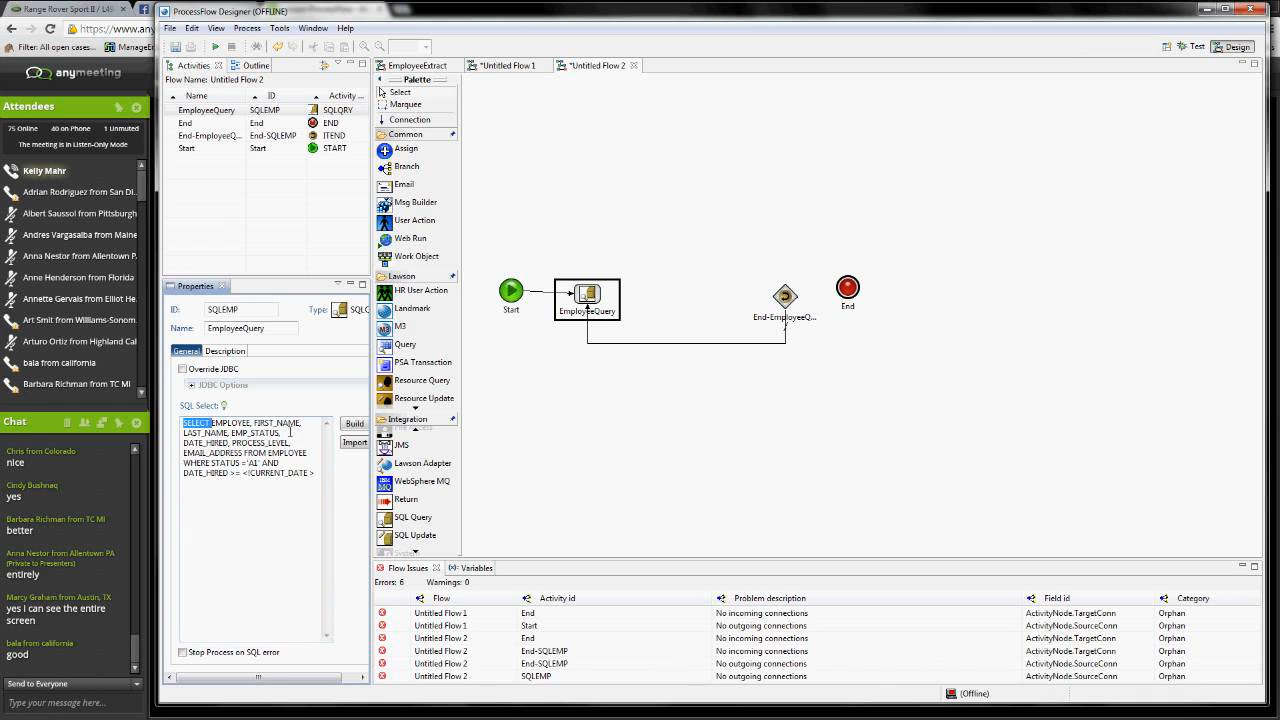 Range Rover Sport II / L49
https://www.any
Filter: All open cases...
ManageEn
anymeeting
Attendees
75 Online
40 on Phone
1 Unmuted
The meeting is in Listen-Only Mode
Kelly Mahr
Adrian Rodriguez from San Di...
Albert Saussol from Pittsburgh
Andres Vargasalba from Maine
Anna Nestor from Allentown P
Anne Henderson from Florida
Annette Gervais from Elliot He
Art Smit from Williams-Sonom
Arturo Ortiz from Highland Cal
bala from california
Barbara Richman from TC MI
Chat
Chris from Colorado
nice
Cindy Bushnaq
yes
Barbara Richman from TC MI
better
Anna Nestor from Allentown PA
(Private to Presenters)
entirely
Marcy Graham from Austin, TX
yes i can see the entire
screen
bala from california
good
Send to Everyone
Type your message here...
ProcessFlow Designer (OFFLINE)
File Edit View Process Tools Window Help
Test
Design
Activities
Outline
Flow Name: Untitled Flow 2
Name ID Activity
EmployeeQuery SQLEMP SQLQRY
End End END
End-EmployeeQ... End-SQLEMP ITEND
Start Start START
Properties
ID: SQLEMP Type: SQLQ
Name: EmployeeQuery
General Description
Override JDBC
JDBC Options
SQL Select:
SELECT EMPLOYEE, FIRST_NAME,
LAST_NAME, EMP_STATUS,
DATE_HIRED, PROCESS_LEVEL,
EMAIL_ADDRESS FROM EMPLOYEE
WHERE STATUS ='A1' AND
DATE_HIRED >= <!CURRENT_DATE >
Build
Import
Stop Process on SQL error
EmployeeExtract
*Untitled Flow 1
*Untitled Flow 2
Palette
Select
Marquee
Connection
Common
Assign
Branch
Email
Msg Builder
User Action
Web Run
Work Object
Lawson
HR User Action
Landmark
M3
Query
PSA Transaction
Resource Query
Resource Update
Integration
JMS
Lawson Adapter
WebSphere MQ
Return
SQL Query
SQL Update
Start
EmployeeQuery
End-EmployeeQ...
End
Flow Issues
Variables
Errors: 6 Warnings: 0
Flow Activity id Problem description Field id Category
Untitled Flow 1 End No incoming connections ActivityNode.TargetConn Orphan
Untitled Flow 1 Start No outgoing connections ActivityNode.SourceConn Orphan
Untitled Flow 2 End No incoming connections ActivityNode.TargetConn Orphan
Untitled Flow 2 End-SQLEMP No incoming connections ActivityNode.TargetConn Orphan
Untitled Flow 2 End-SQLEMP No outgoing connections ActivityNode.SourceConn Orphan
Untitled Flow 2 SQLEMP No outgoing connections ActivityNode.SourceConn Orphan
(Offline)